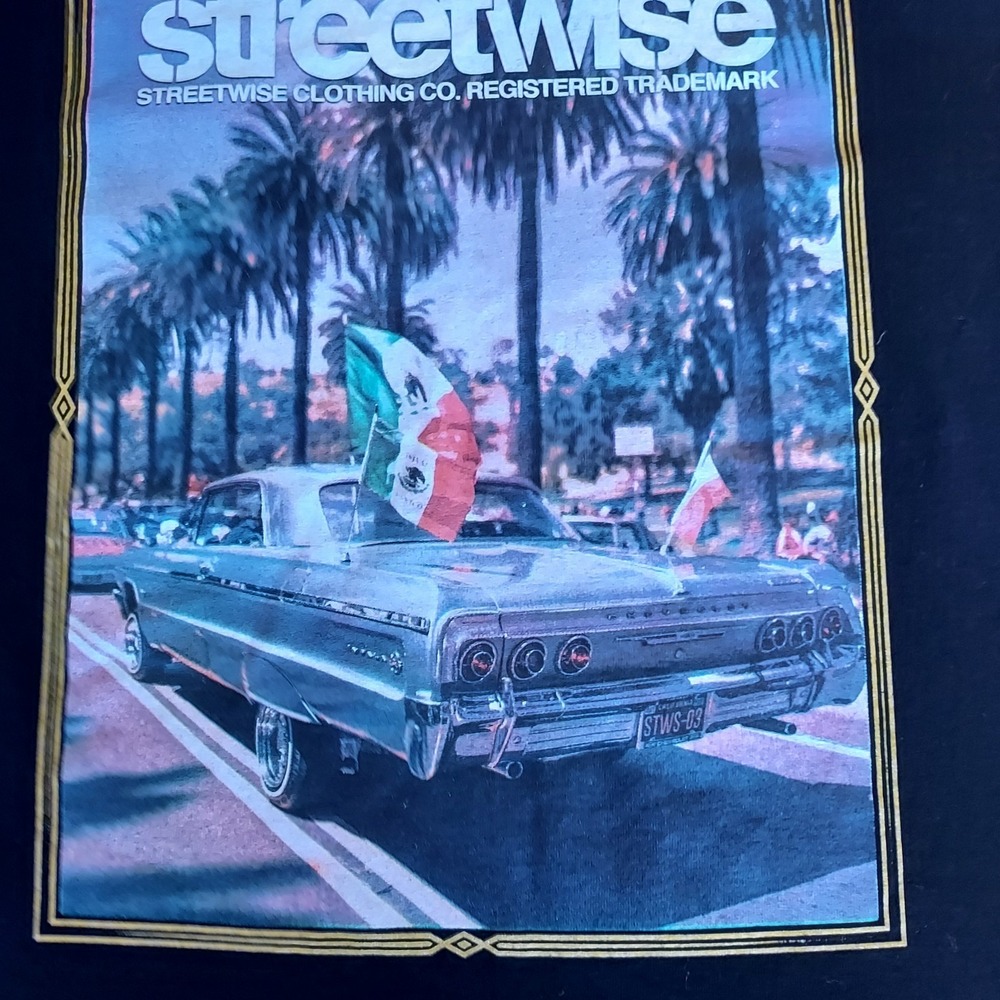 streetwise
STREETWISE CLOTHING CO. REGISTERED TRADEMARK
STWS-03